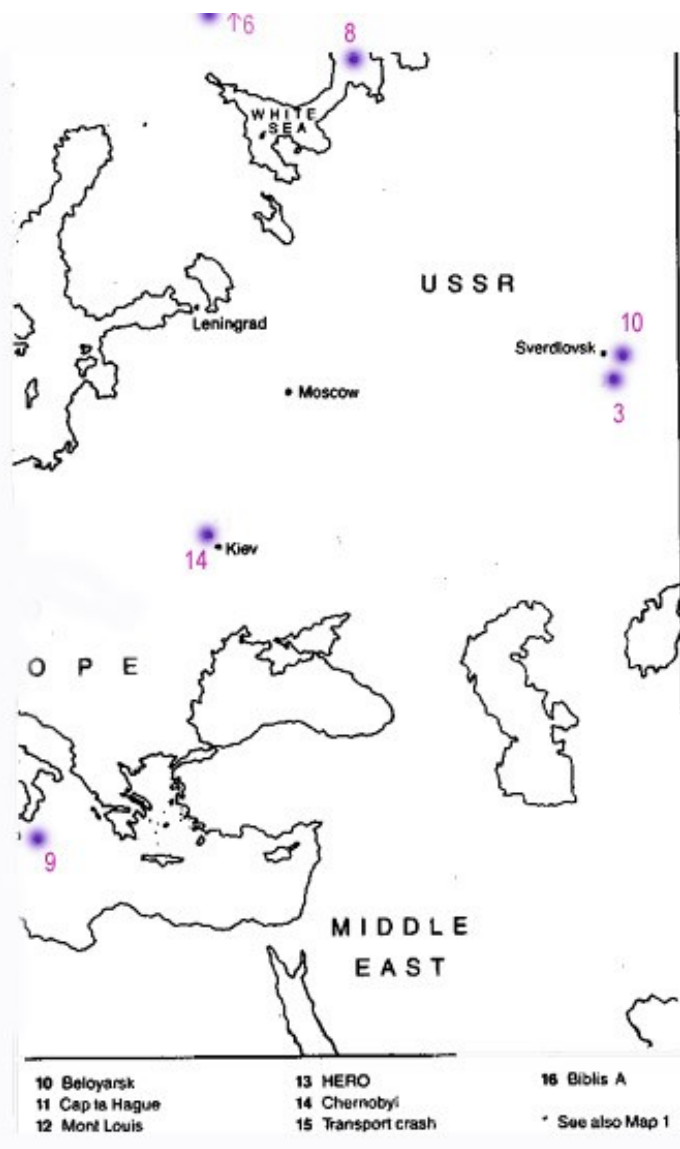 ↑6
8
WHITE
SEA
USSR
Leningrad
10
Sverdlovsk
3
Moscow
14
Kiev
O P E
9
MIDDLE
EAST
10 Beloyarsk
11 Cap la Hague
12 Mont Louis
13 HERO
14 Chernobyl
15 Transport crash
16 Biblis A
* See also Map 1